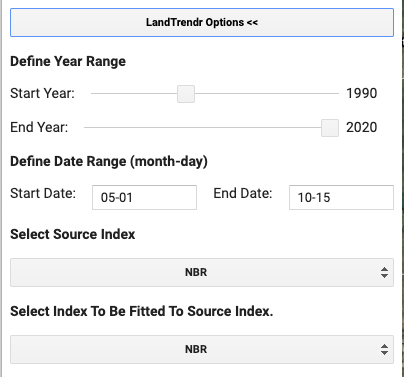 LandTrendr Options <<
Define Year Range
Start Year: 1990
End Year: 2020
Define Date Range (month-day)
Start Date: 05-01 End Date: 10-15
Select Source Index
NBR
Select Index To Be Fitted To Source Index.
NBR